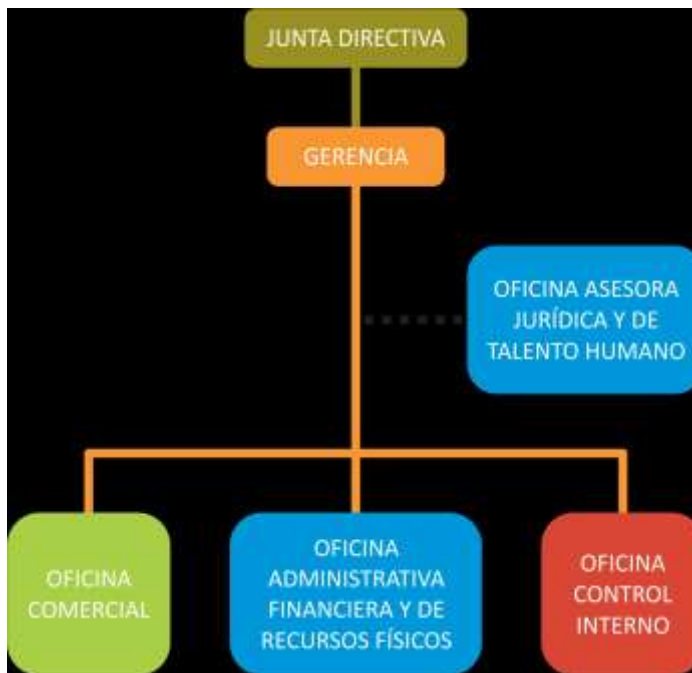 JUNTA DIRECTIVA
GERENCIA
OFICINA ASESORA
JURÍDICA Y DE
TALENTO HUMANO
OFICINA
COMERCIAL
OFICINA
ADMINISTRATIVA
FINANCIERA Y DE
RECURSOS FÍSICOS
OFICINA
CONTROL
INTERNO